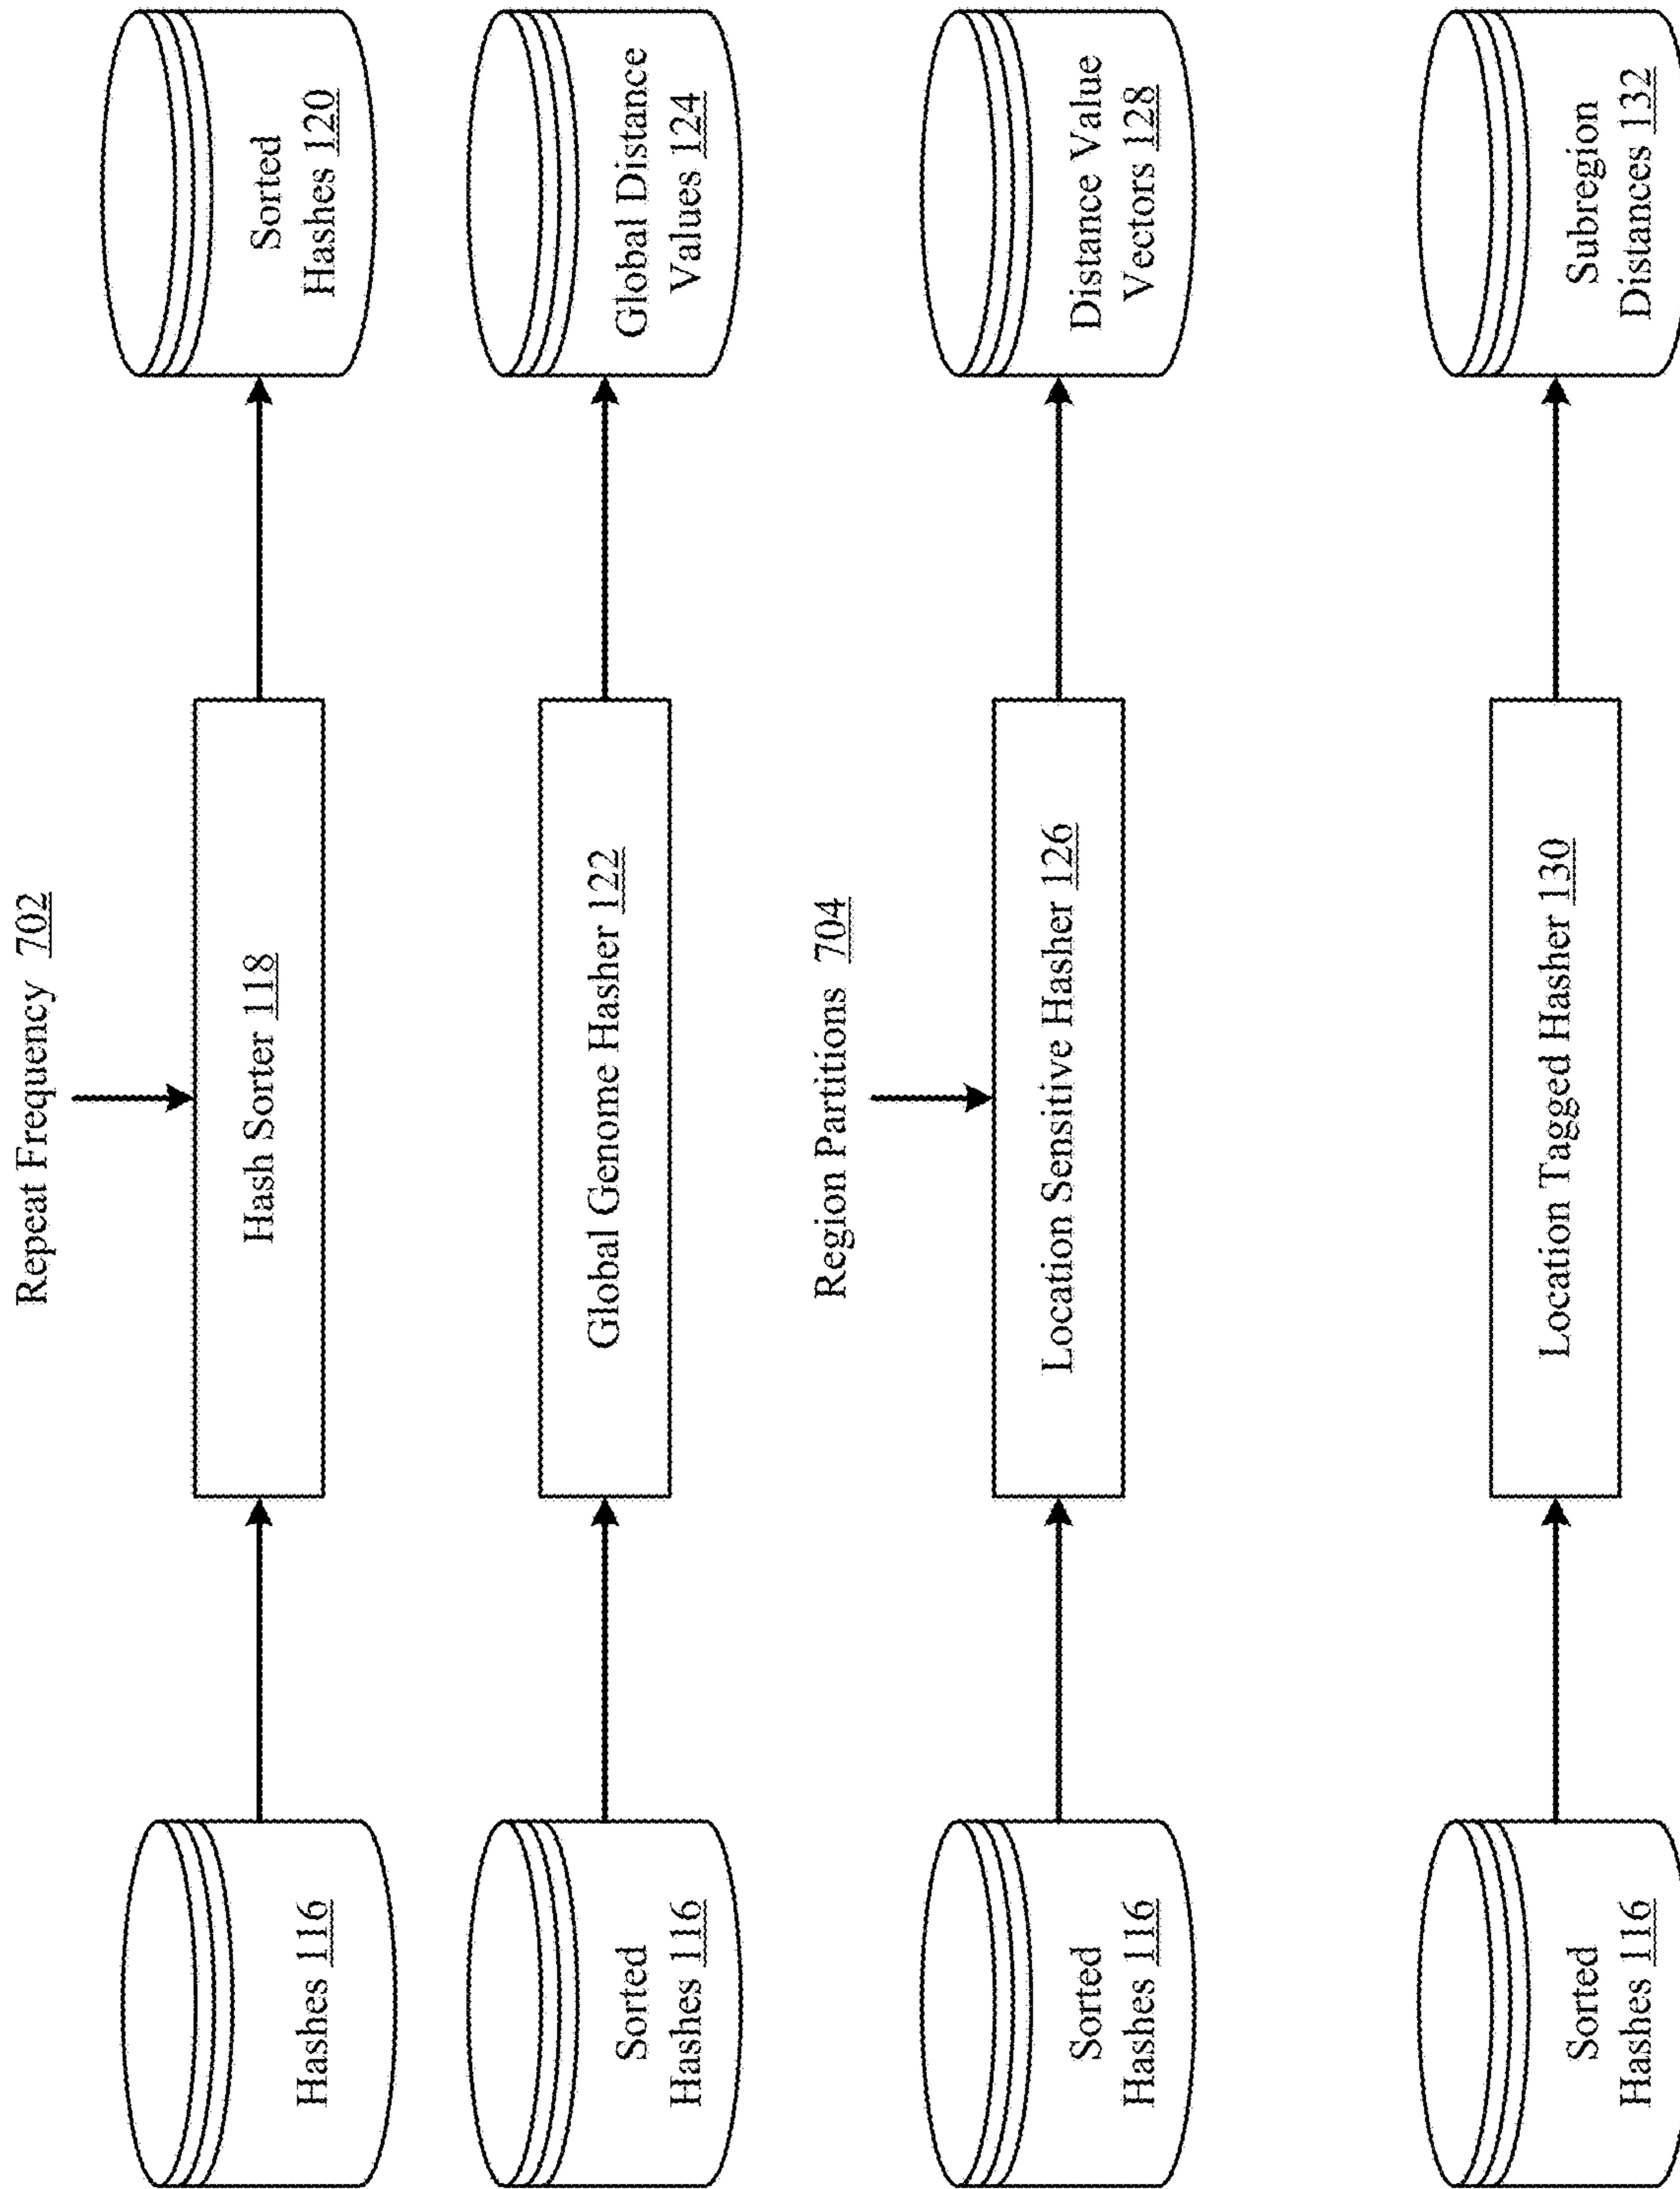 Repeat Frequency 702
Hashes 116
Hash Sorter 118
Sorted
Hashes 120
Sorted
Hashes 116
Global Genome Hasher 122
Global Distance
Values 124
Region Partitions 704
Sorted
Hashes 116
Location Sensitive Hasher 126
Distance Value
Vectors 128
Sorted
Hashes 116
Location Tagged Hasher 130
Subregion
Distances 132